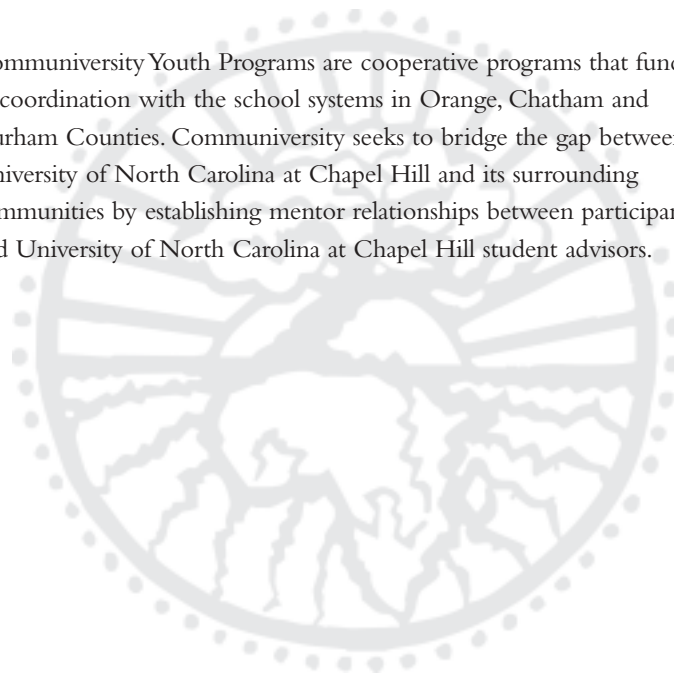 ommuniversity Youth Programs are cooperative programs that func
coordination with the school systems in Orange, Chatham and
urham Counties. Communiversity seeks to bridge the gap between
niversity of North Carolina at Chapel Hill and its surrounding
mmunities by establishing mentor relationships between participan
d University of North Carolina at Chapel Hill student advisors.